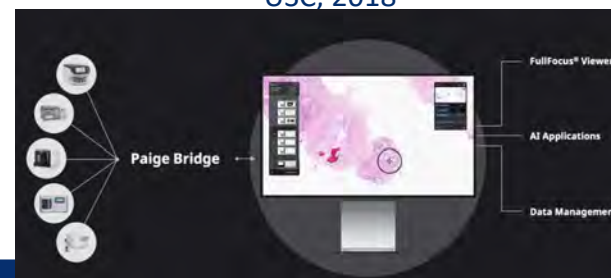 USC, 2018
FullFocus® Viewer
Paige Bridge
AI Applications
Data Managemen